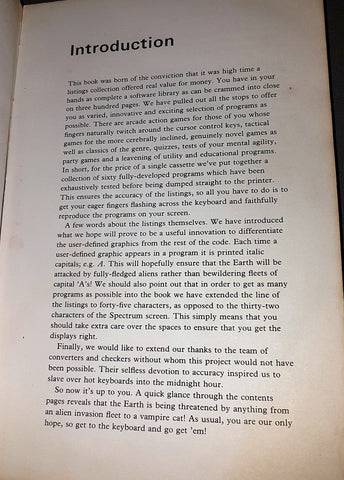 Introduction
This book was born of the conviction that it was high time a
listings collection offered real value for money. You have in your
hands as complete a software library as can be crammed into close
on three hundred pages. We have pulled out all the stops to offer
you as varied, innovative and exciting selection of programs as
possible. There are arcade action games for those of you whose
fingers naturally twitch around the cursor control keys, tactical
games for the more cerebrally inclined, genuinely novel games as
well as classics of the genre, quizzes, tests of your mental agility,
party games and a leavening of utility and educational programs.
In short, for the price of a single cassette we've put together a
collection of sixty fully-developed programs which have been
exhaustively tested before being dumped straight to the printer.
This ensures the accuracy of the listings, so all you have to do is to
get your eager fingers flashing across the keyboard and faithfully
reproduce the programs on your screen.
A few words about the listings themselves. We have introduced
what we hope will prove to be a useful innovation to differentiate
the user-defined graphics from the rest of the code. Each time a
user-defined graphic appears in a program it is printed italic
capitals; e.g. A. This will hopefully ensure that the Earth will be
attacked by fully-fledged aliens rather than bewildering fleets of
capital 'A's! We should also point out that in order to get as many
programs as possible into the book we have extended the line of
the listings to forty-five characters, as opposed to the thirty-two
characters of the Spectrum screen. This simply means that you
should take extra care over the spaces to ensure that you get the
displays right.
Finally, we would like to extend our thanks to the team of
converters and checkers without whom this project would not have
been possible. Their selfless devotion to accuracy inspired us to
slave over hot keyboards into the midnight hour.
So now it's up to you. A quick glance through the contents
pages reveals that the Earth is being threatened by anything from
an alien invasion fleet to a vampire cat! As usual, you are our only
hope, so get to the keyboard and go get 'em!